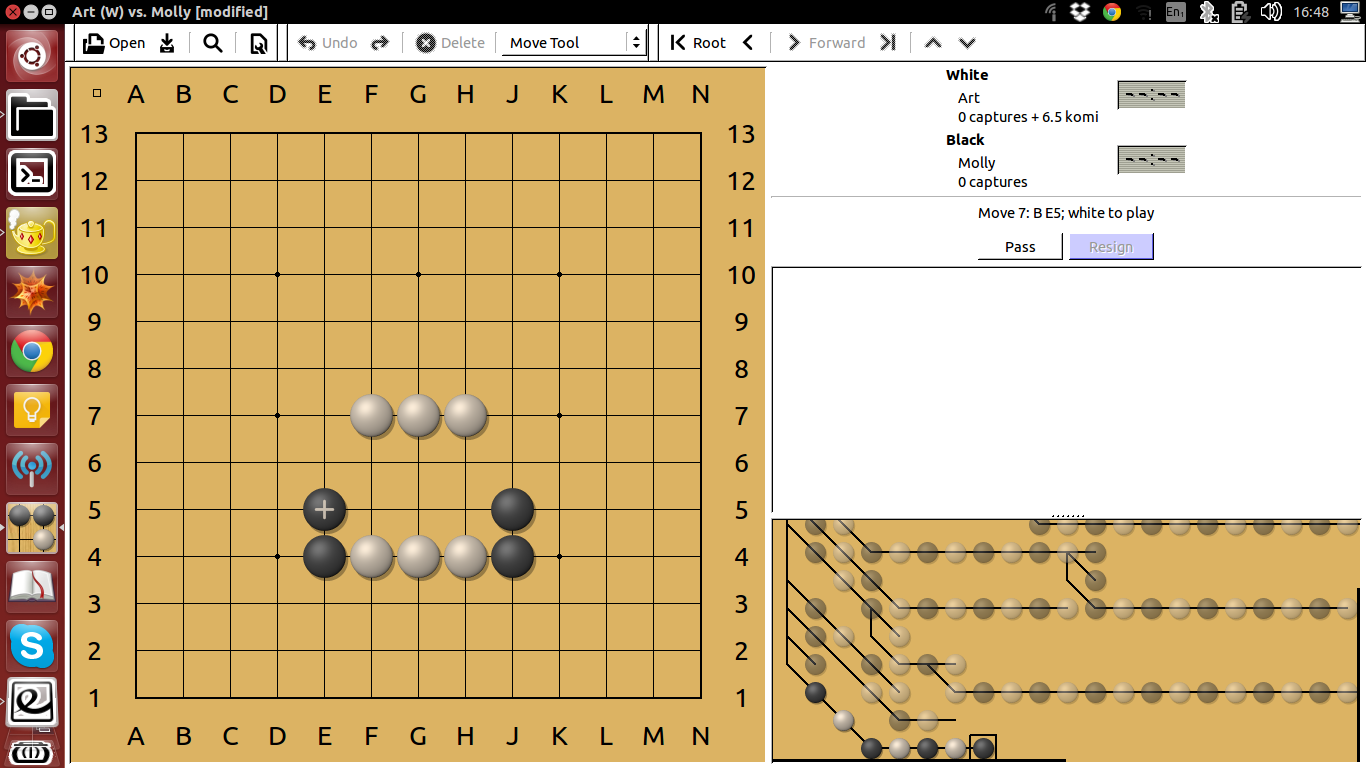 Art (W) vs. Molly [modified]
En₁ 16:48
Open Undo Delete Move Tool Root Forward
A B C D E F G H J K L M N
13 13
12 12
11 11
10 10
9 9
8 8
7 7
6 6
5 5
4 4
3 3
2 2
1 1
A B C D E F G H J K L M N
White
Art
--:--
0 captures + 6.5 komi
Black
Molly
--:--
0 captures
Move 7: B E5; white to play
Pass Resign